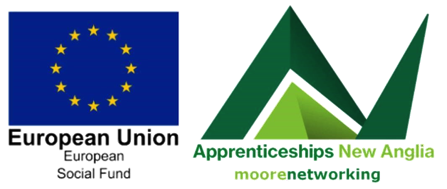 European Union
European
Social Fund
Apprenticeships New Anglia
moorenetworking